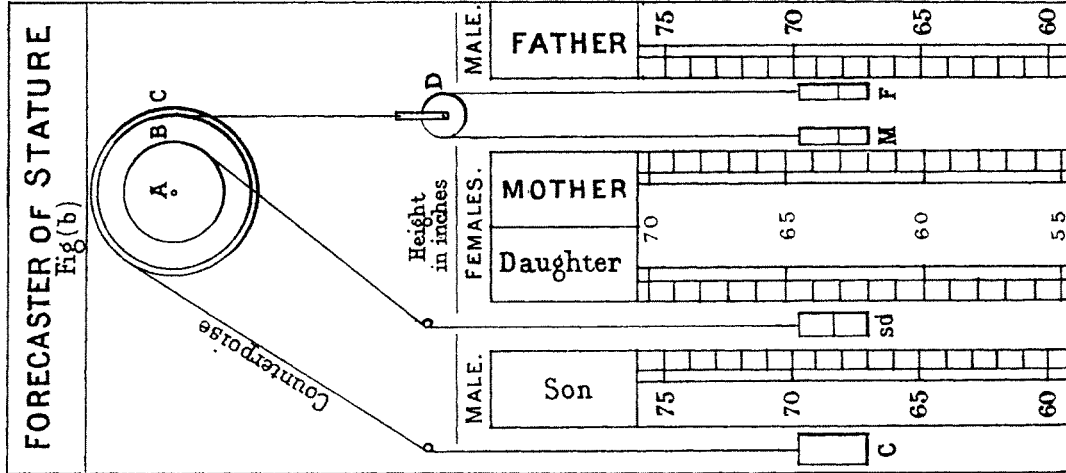 FORECASTER OF STATURE
Fig(b)
A
B
C
D
Counterpoise
Height
in inches
MALE.
FEMALES.
MALE.
Son
Daughter
MOTHER
FATHER
75
70
65
60
70
65
60
55
75
70
65
60
C
sd
M
F